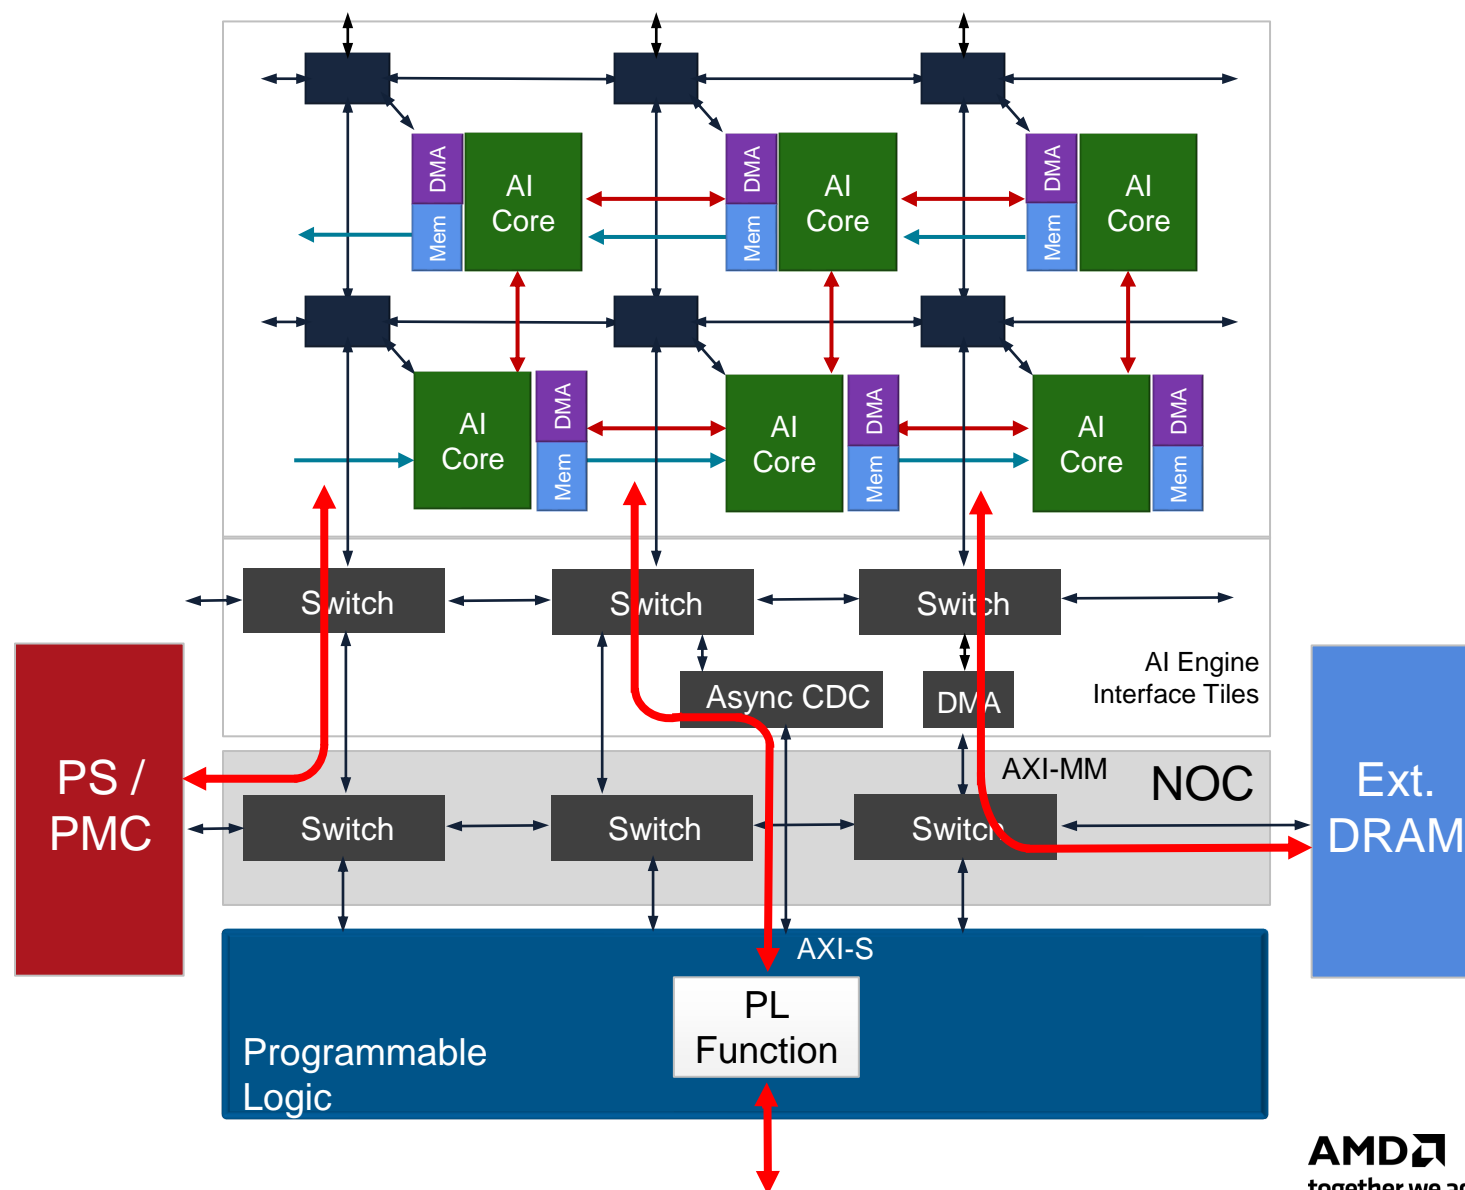 DMA
AI
Core
Mem
DMA
AI
Core
Mem
DMA
AI
Core
Mem
AI
Core
DMA
Mem
AI
Core
DMA
Mem
AI
Core
DMA
Mem
Switch
Switch
Switch
AI Engine
Interface Tiles
Async CDC
DMA
PS /
PMC
AXI-MM
NOC
Ext.
DRAM
Switch
Switch
Switch
AXI-S
PL
Function
Programmable
Logic
AMD
together we